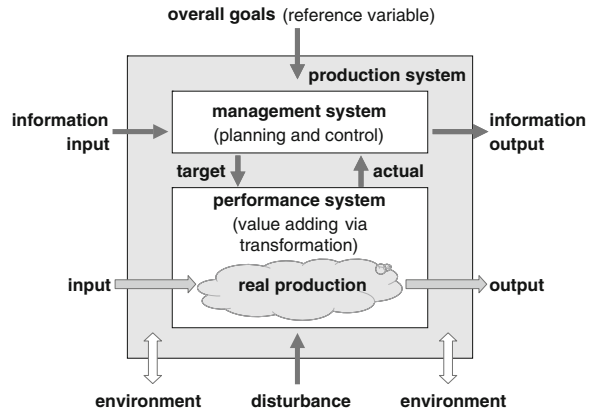 overall goals (reference variable)
production system
management system
(planning and control)
information
input
information
output
target
actual
performance system
(value adding via
transformation)
input
real production
output
environment
disturbance
environment